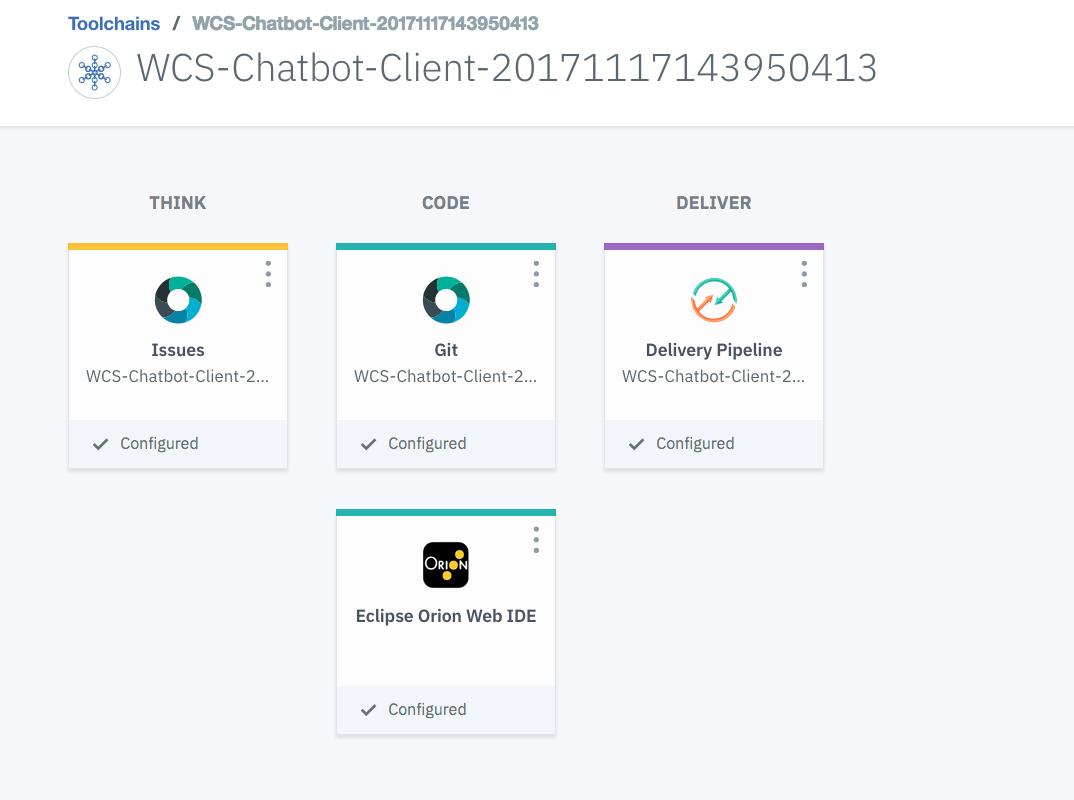 Toolchains / WCS-Chatbot-Client-20171117143950413
WCS-Chatbot-Client-20171117143950413
THINK
CODE
DELIVER
Issues
WCS-Chatbot-Client-2...
Configured
Git
WCS-Chatbot-Client-2...
Configured
Delivery Pipeline
WCS-Chatbot-Client-2...
Configured
ORION
Eclipse Orion Web IDE
Configured